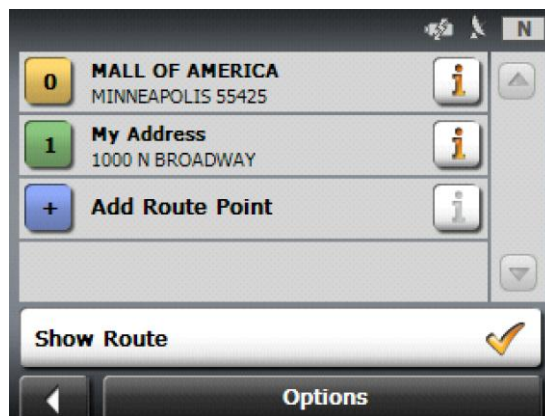 N
0
MALL OF AMERICA
MINNEAPOLIS 55425
i
1
My Address
1000 N BROADWAY
i
+
Add Route Point
i
Show Route
Options